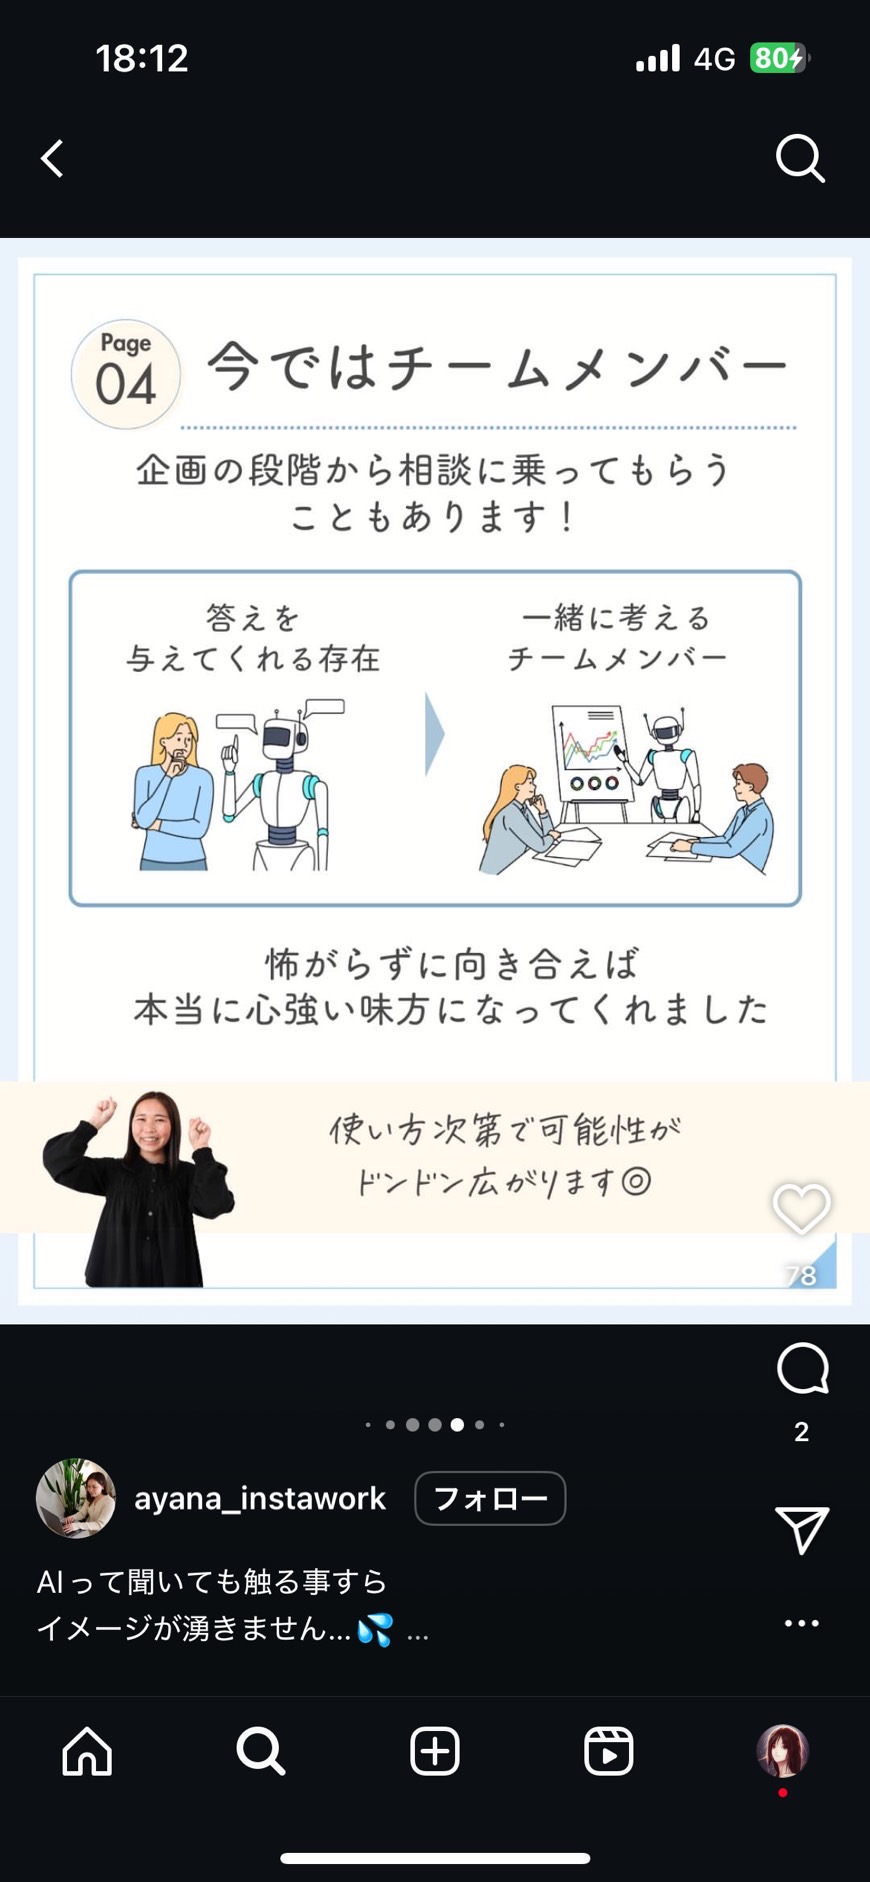 18:12
4G
80
Page
04
今ではチームメンバー
企画の段階から相談に乗ってもらう
こともあります！
答えを
与えてくれる存在
一緒に考える
チームメンバー
怖がらずに向き合えば
本当に心強い味方になってくれました
使い方次第で可能性が
ドンドン広がります◎
78
2
ayana_instawork
フォロー
AIって聞いても触る事すら
イメージが湧きません...💦 ...